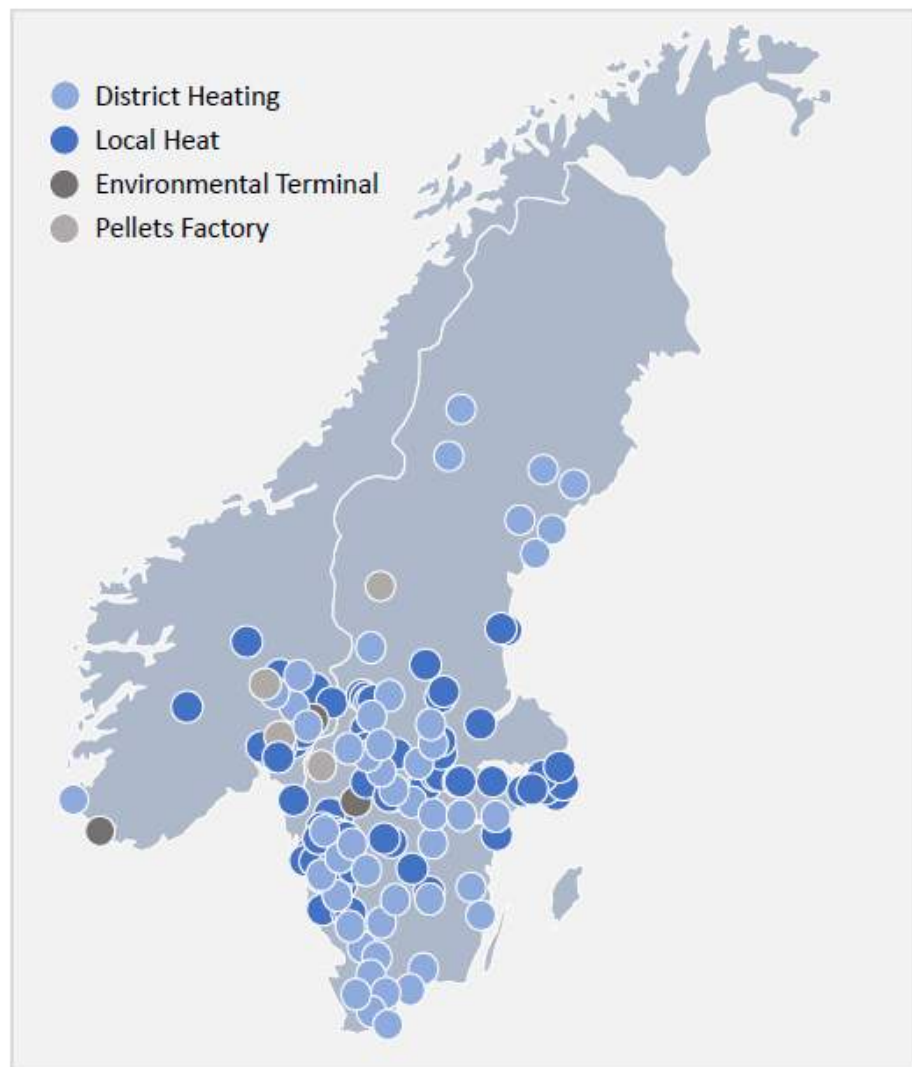 District Heating
Local Heat
Environmental Terminal
Pellets Factory